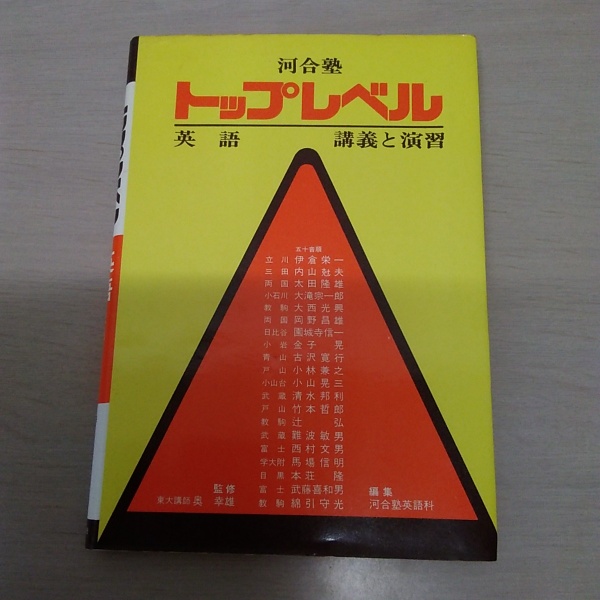 河合塾
トップレベル
英語 講義と演習
五十音順
立川 伊倉栄一
三田 内山勉夫
両国 太田隆雄
小石川 大滝宗一郎
教駒 大西光興
両国 岡野昌雄
日比谷 園城寺信一
小岩 金子晃
青山 古沢寛行
戸山 小林兼之
小山台 小山晃三
武蔵 清水邦利
戸山 竹本哲郎
教駒 辻弘
武蔵 難波敏男
富士 西村文男
学大附 馬場信明
目黒 本荘隆
富士 武藤喜和男
教駒 綿引守光
監修
東大講師 奥幸雄
編集
河合塾英語科